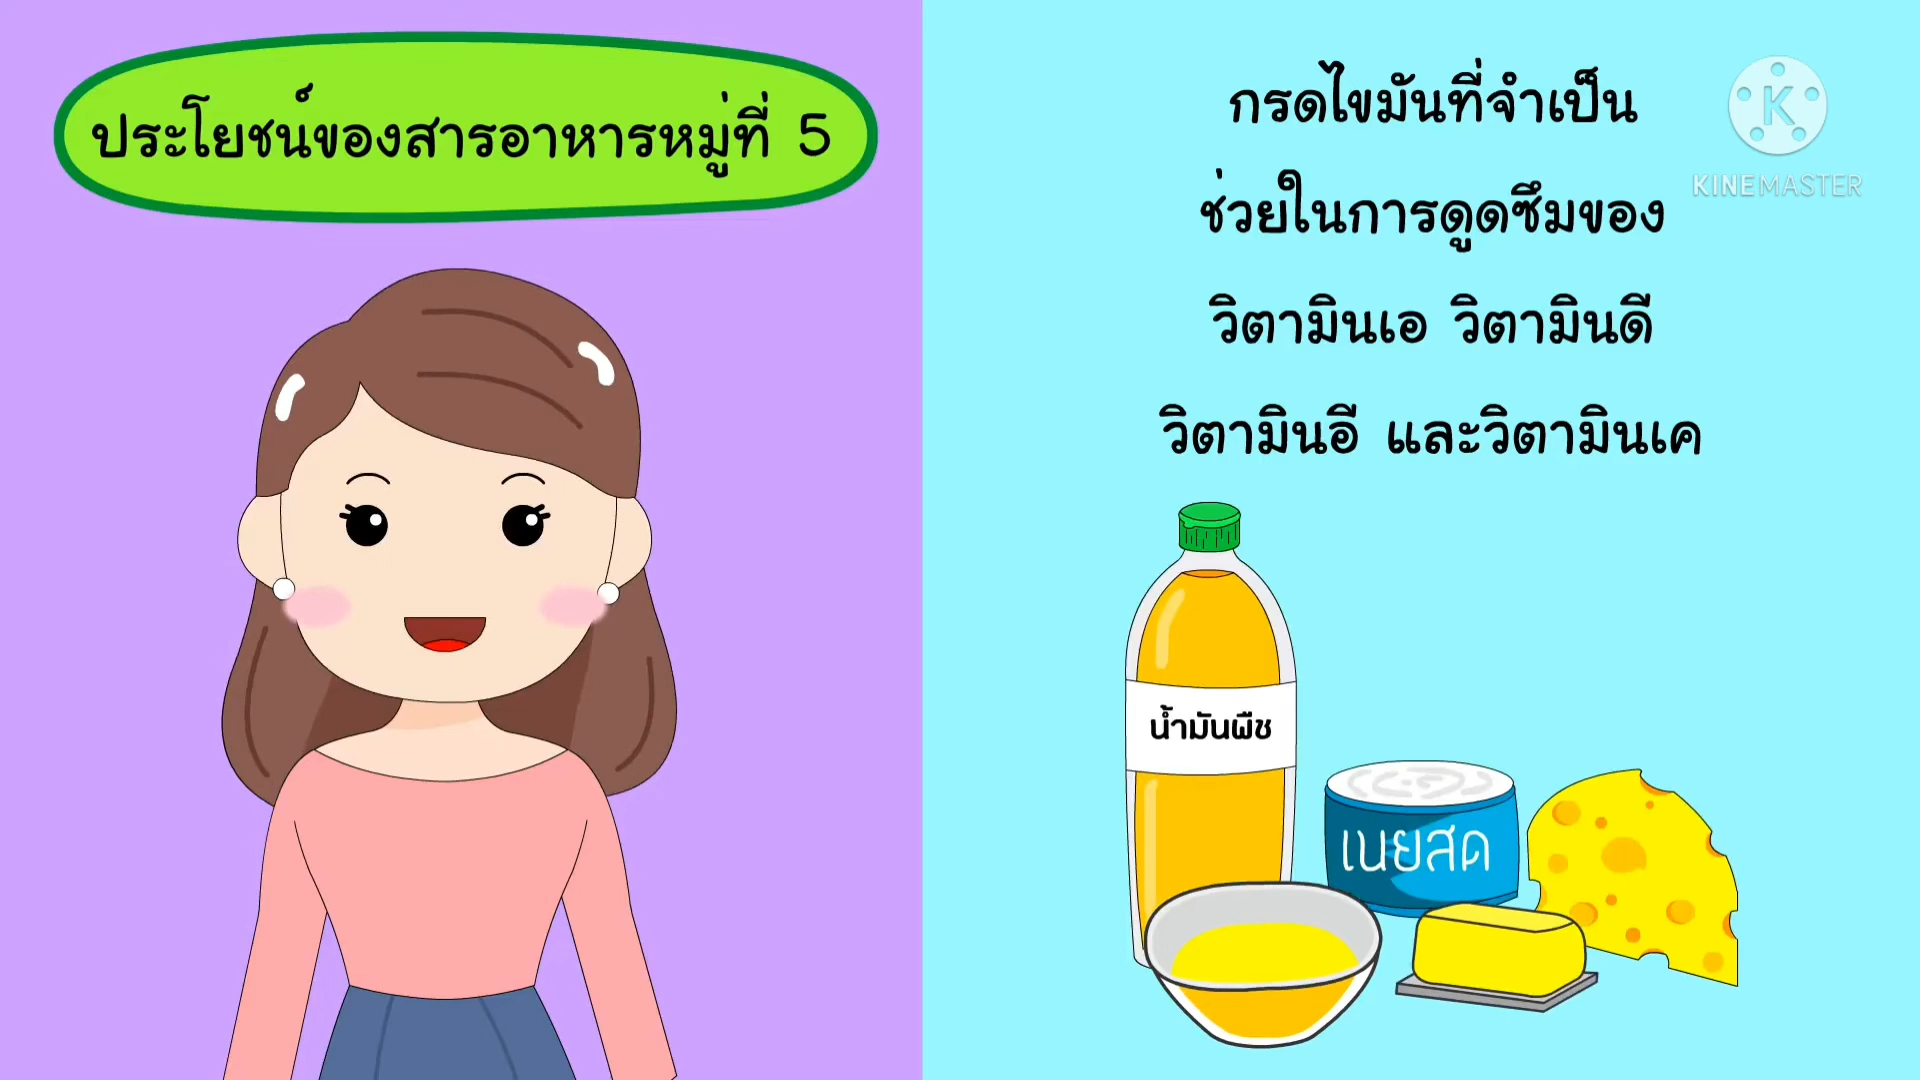 ประโยชน์ของสารอาหารหมู่ที่ 5
กรดไขมันที่จำเป็น
ช่วยในการดูดซึมของ
วิตามินเอ วิตามินดี
วิตามินอี และวิตามินเค
K
KINEMASTER
น้ำมันพืช
เนยสด